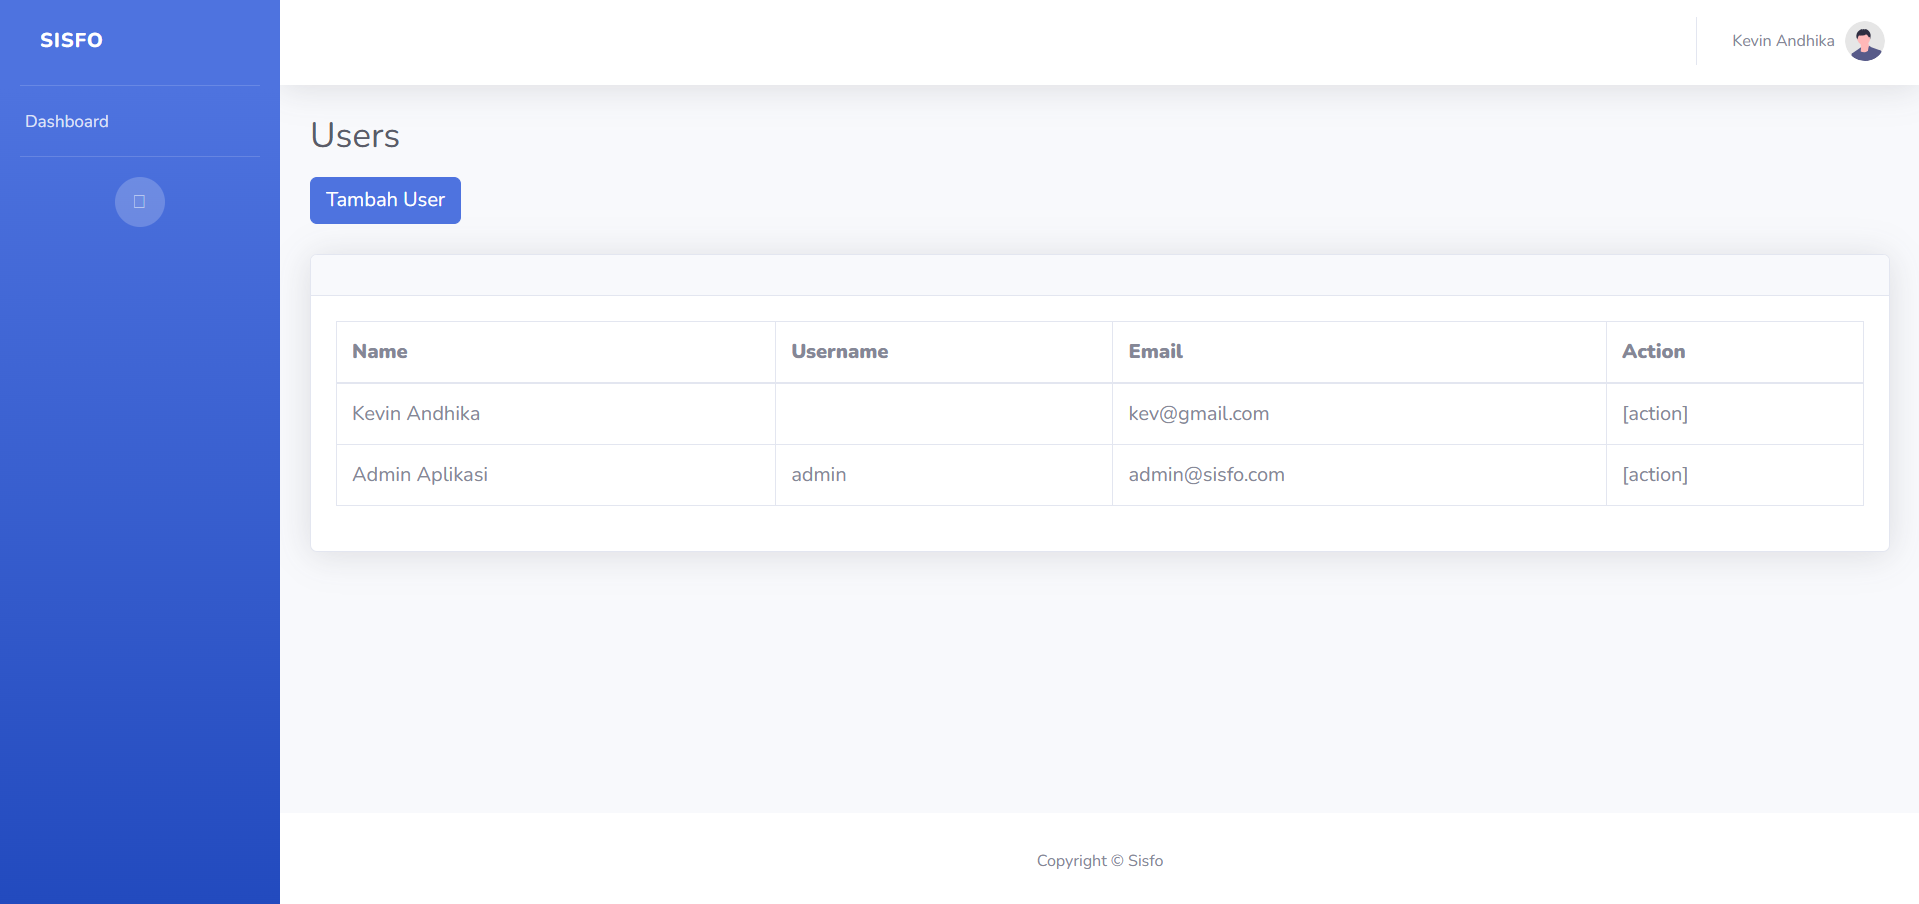 SISFO
Kevin Andhika
Dashboard
Users
Tambah User
Name Username Email Action
Kevin Andhika kev@gmail.com [action]
Admin Aplikasi admin admin@sisfo.com [action]
Copyright © Sisfo